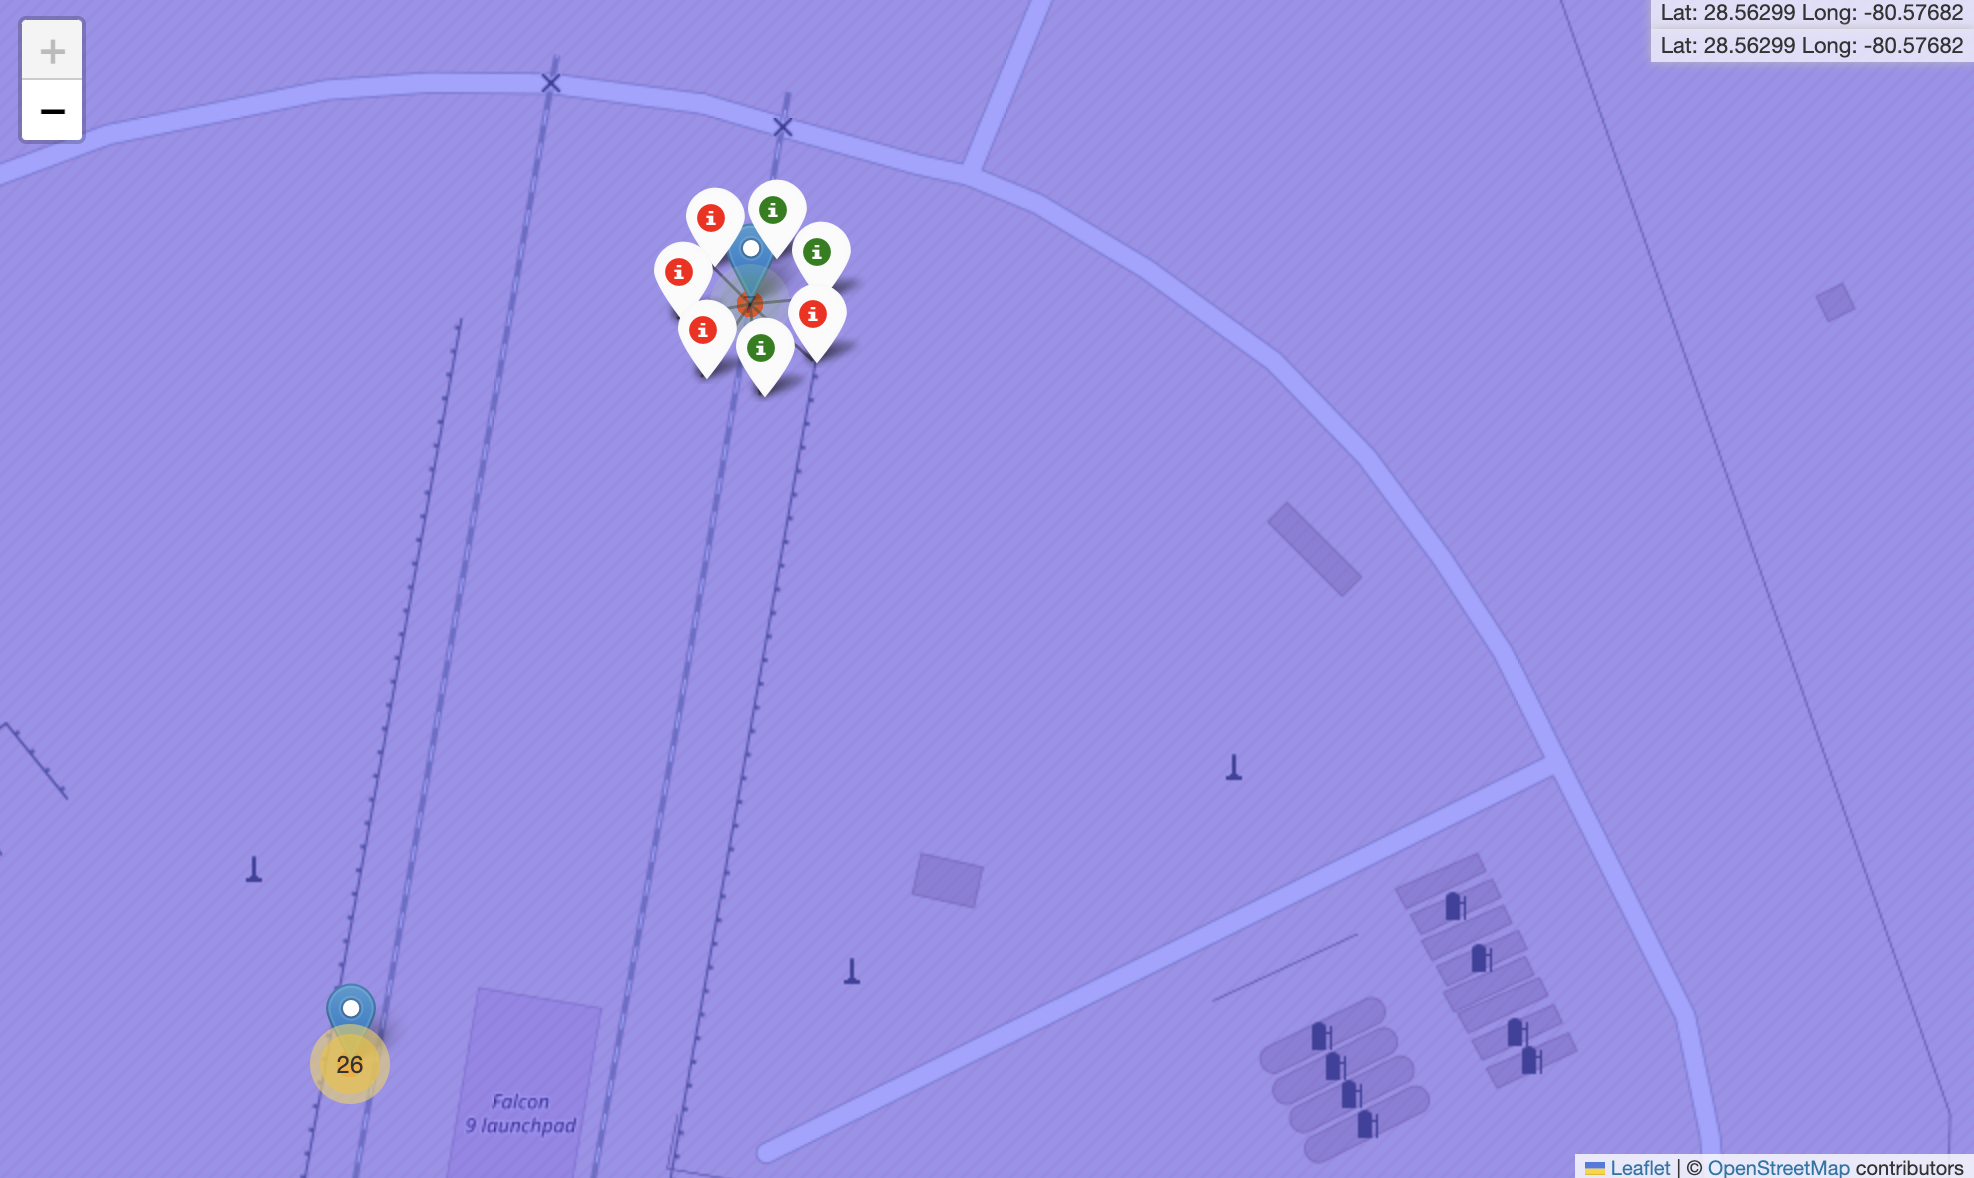 +
Lat: 28.56299 Long: -80.57682
Lat: 28.56299 Long: -80.57682
−
i
i
i
i
i
i
i
26
Falcon
9 launchpad
Leaflet | © OpenStreetMap contributors